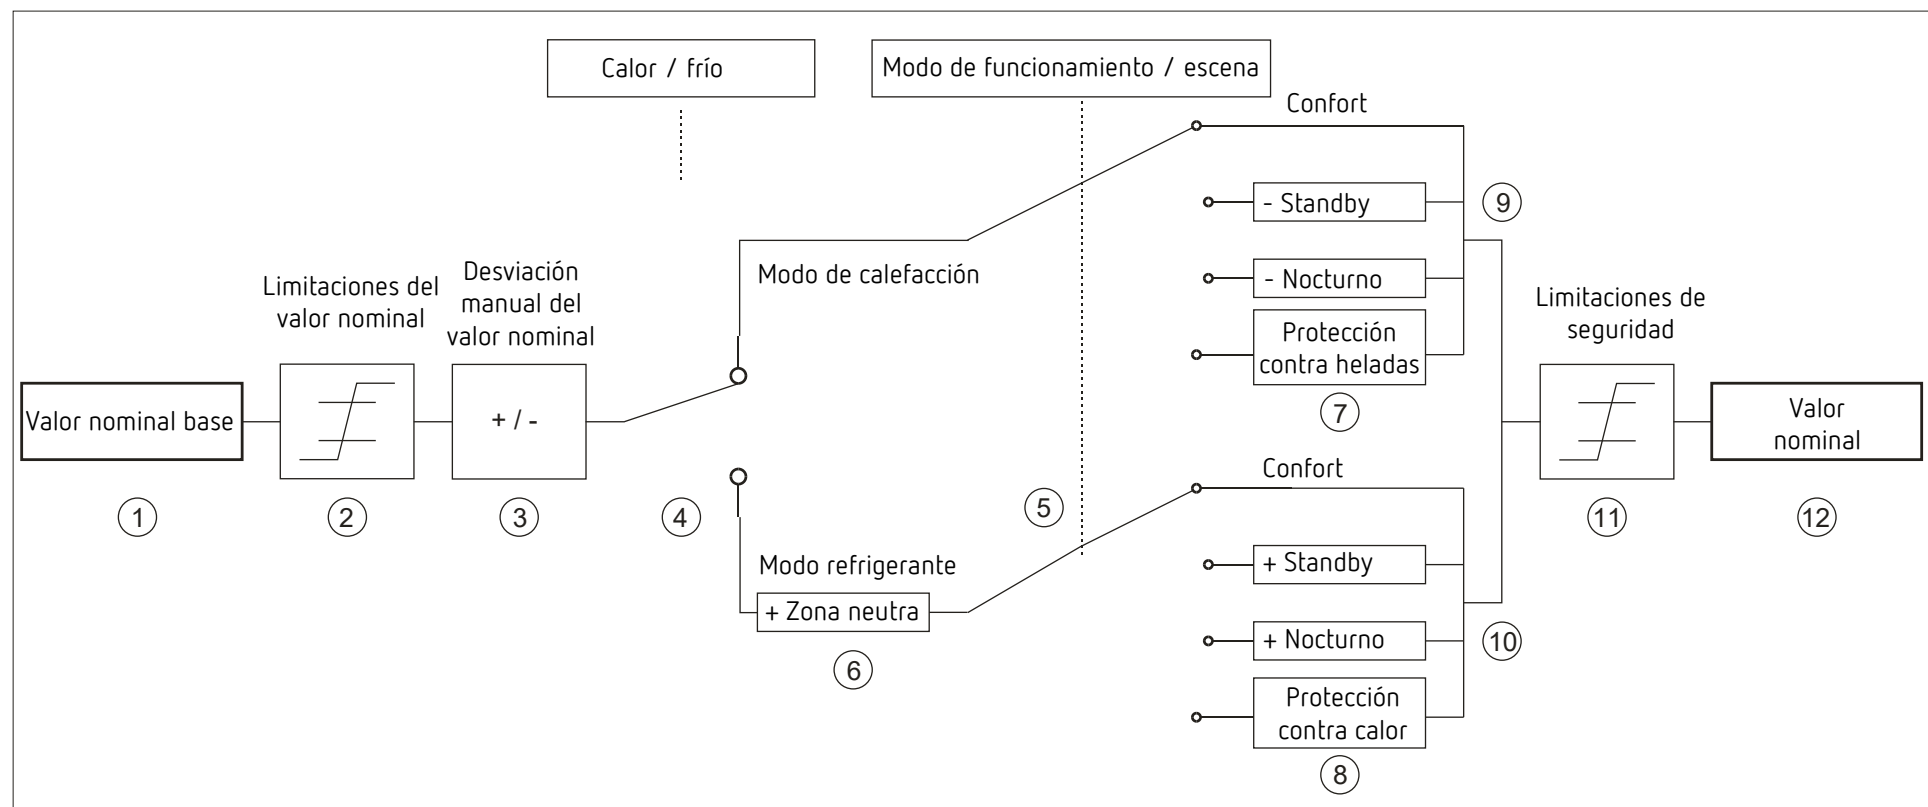 Calor / frío
Modo de funcionamiento / escena
Confort
- Standby
- Nocturno
Protección
contra heladas
7
9
Modo de calefacción
Limitaciones del
valor nominal
Desviación
manual del
valor nominal
Valor nominal base
+ / -
1
2
3
4
5
Modo refrigerante
+ Zona neutra
6
Confort
+ Standby
+ Nocturno
Protección
contra calor
8
10
Limitaciones de
seguridad
11
Valor
nominal
12